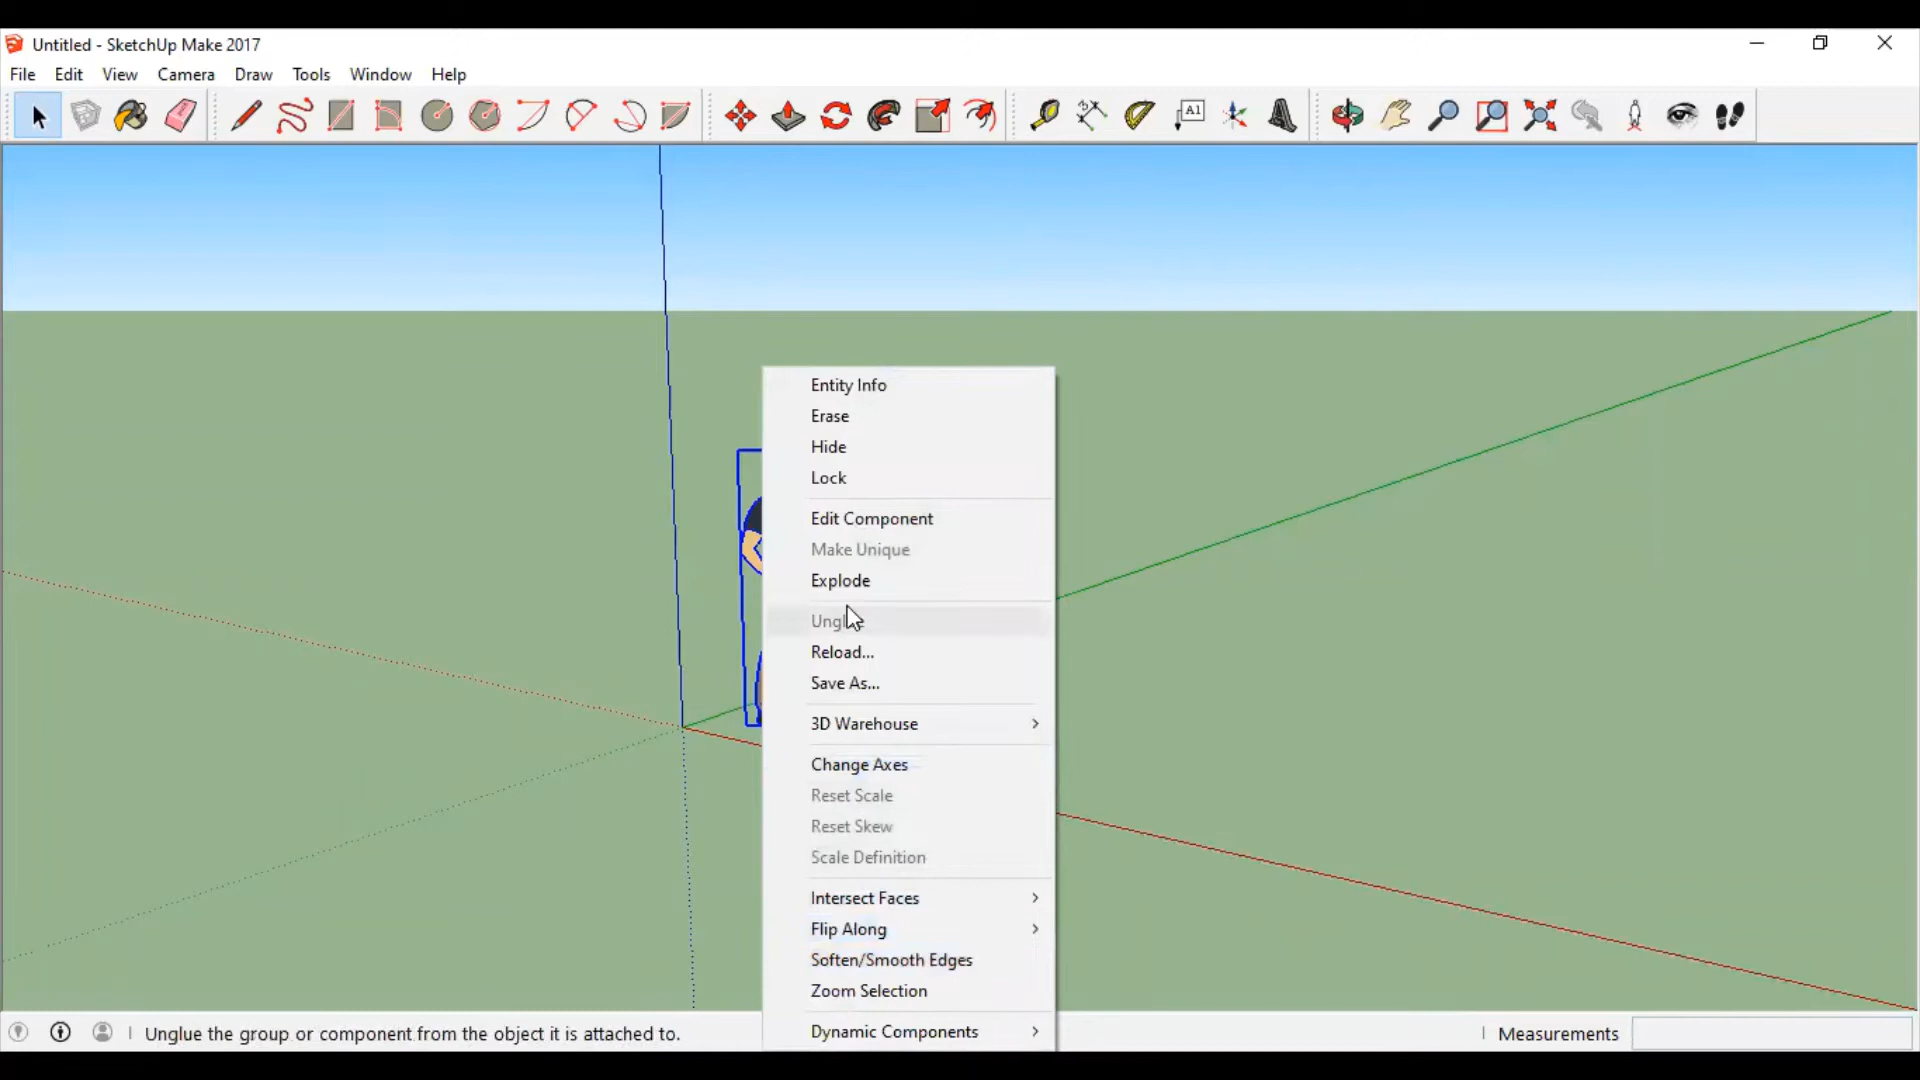 Untitled - SketchUp Make 2017
File Edit View Camera Draw Tools Window Help
A1
Entity Info
Erase
Hide
Lock
Edit Component
Make Unique
Explode
Unglue
Reload...
Save As...
3D Warehouse
Change Axes
Reset Scale
Reset Skew
Scale Definition
Intersect Faces
Flip Along
Soften/Smooth Edges
Zoom Selection
Dynamic Components
Unglue the group or component from the object it is attached to.
Measurements